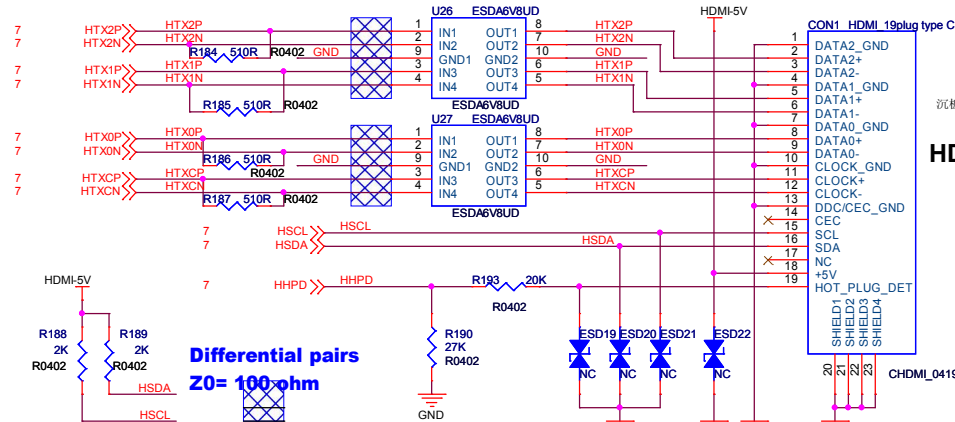 U26 ESDA6V8UD
HDMI-5V
CON1 HDMI_19plug type C
7 HTX2P HTX2P 1 IN1 OUT1 8 HTX2P 1 DATA2_GND
7 HTX2N HTX2N 2 IN2 OUT2 7 HTX2N 2 DATA2+
R184 510R R0402 GND 9 GND1 GND2 10 GND 3 DATA2-
7 HTX1P HTX1P 3 IN3 OUT3 6 HTX1P 4 DATA1_GND
7 HTX1N HTX1N 4 IN4 OUT4 5 HTX1N 5 DATA1+
R185 510R R0402 ESDA6V8UD 6 DATA1-
U27 ESDA6V8UD 7 DATA0_GND
7 HTX0P HTX0P 1 IN1 OUT1 8 HTX0P 8 DATA0+
7 HTX0N HTX0N 2 IN2 OUT2 7 HTX0N 9 DATA0-
R186 510R R0402 GND 9 GND1 GND2 10 GND 10 CLOCK_GND
7 HTXCP HTXCP 3 IN3 OUT3 6 HTXCP 11 CLOCK+
7 HTXCN HTXCN 4 IN4 OUT4 5 HTXCN 12 CLOCK-
R187 510R R0402 13 DDC/CEC_GND
ESDA6V8UD 14 CEC
7 HSCL HSCL 15 SCL
7 HSDA HSDA 16 SDA
17 NC
18 +5V
7 HHPD HHPD R193 20K 19 HOT_PLUG_DET
R0402
HDMI-5V
SHIELD1
SHIELD2
SHIELD3
SHIELD4
20
21
22
23
R188
2K
R0402
R189
2K
R0402
R190
27K
R0402
GND
ESD19 ESD20 ESD21 ESD22
NC NC NC NC
CHDMI_0419
Differential pairs
Z0= 100 ohm
HSDA
HSCL